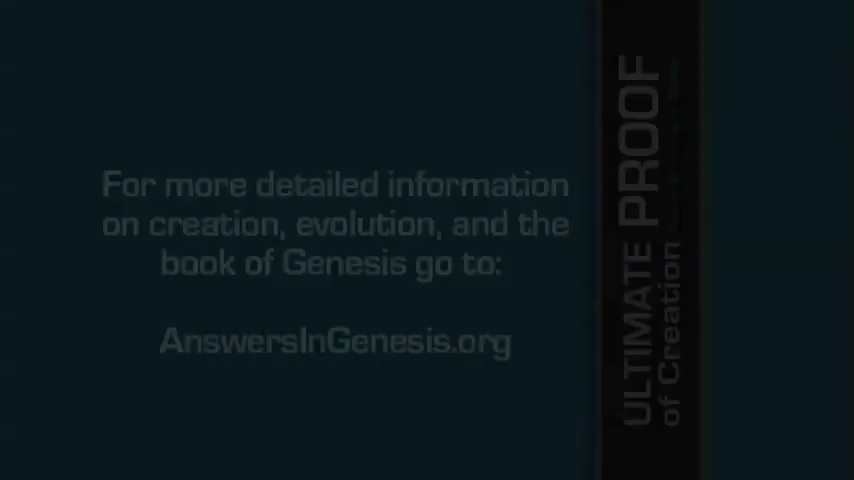 For more detailed information
on creation, evolution, and the
book of Genesis go to:
AnswersInGenesis.org
ULTIMATE PROOF
of Creation